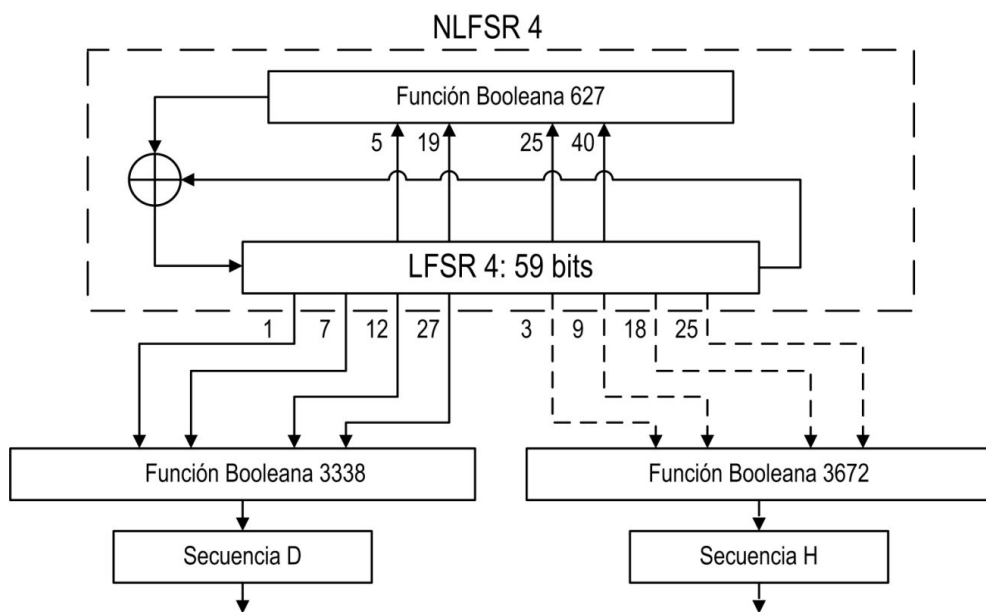 NLFSR 4
Función Booleana 627
5 19 25 40
LFSR 4: 59 bits
1 7 12 27 3 9 18 25
Función Booleana 3338
Función Booleana 3672
Secuencia D
Secuencia H